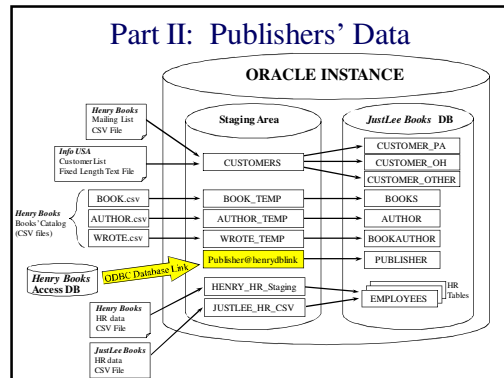 Part II: Publishers' Data
ORACLE INSTANCE
Henry Books
Mailing List
CSV File
Info USA
CustomerList
Fixed Length Text File
Staging Area
CUSTOMERS
JustLee Books DB
CUSTOMER_PA
CUSTOMER_OH
CUSTOMER_OTHER
Henry Books
Books' Catalog
(CSV files)
BOOK.csv
BOOK_TEMP
BOOKS
AUTHOR.csv
AUTHOR_TEMP
AUTHOR
WROTE.csv
WROTE_TEMP
BOOKAUTHOR
Henry Books
Access DB
ODBC Database Link
Publisher@henrydblink
PUBLISHER
Henry Books
HR data
CSV File
HENRY_HR_Staging
EMPLOYEES
HR
Tables
JustLee Books
HR data
CSV File
JUSTLEE_HR_CSV